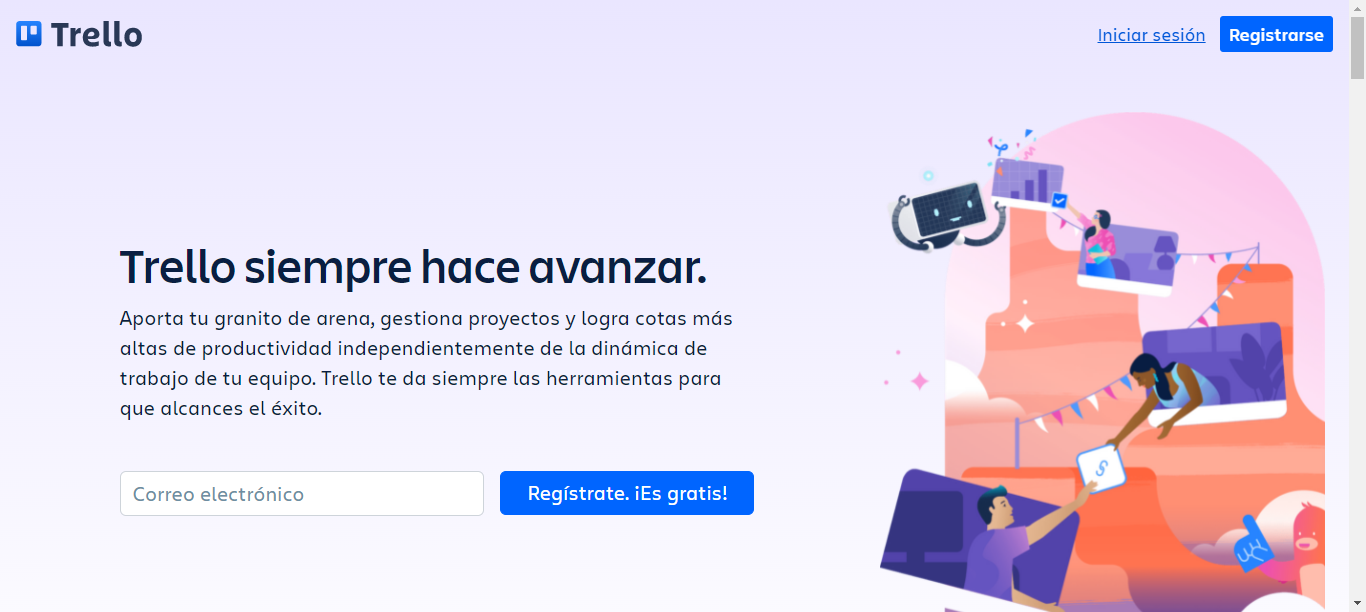 Trello
Iniciar sesión
Registrarse
Trello siempre hace avanzar.
Aporta tu granito de arena, gestiona proyectos y logra cotas más
altas de productividad independientemente de la dinámica de
trabajo de tu equipo. Trello te da siempre las herramientas para
que alcances el éxito.
Correo electrónico
Regístrate. ¡Es gratis!